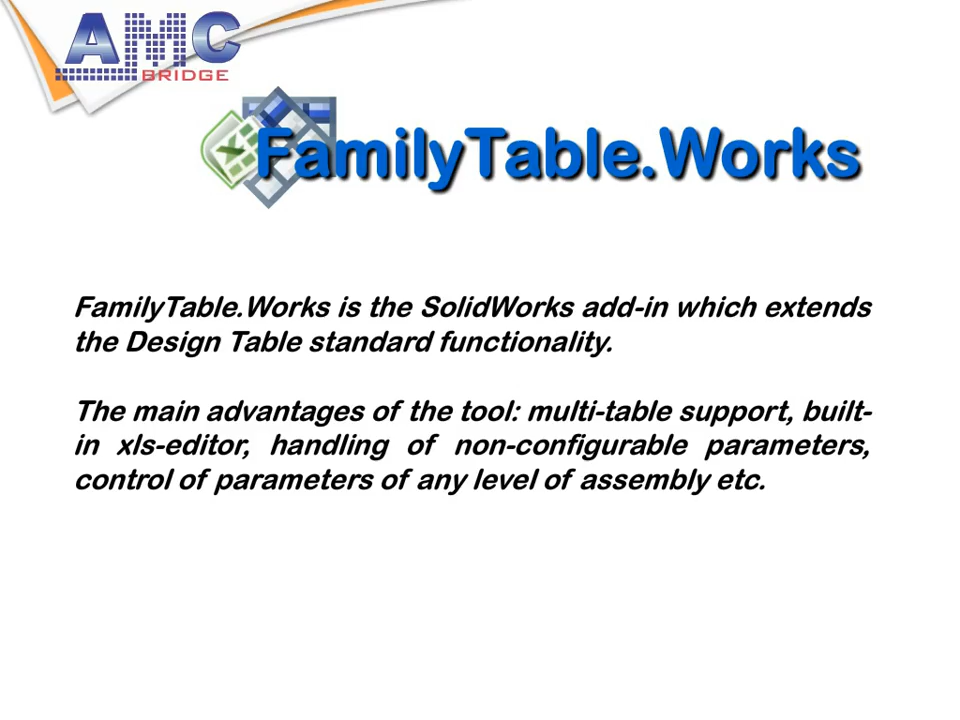 AMC
BRIDGE
FamilyTable.Works
FamilyTable.Works is the SolidWorks add-in which extends
the Design Table standard functionality.
The main advantages of the tool: multi-table support, built-
in xls-editor, handling of non-configurable parameters,
control of parameters of any level of assembly etc.